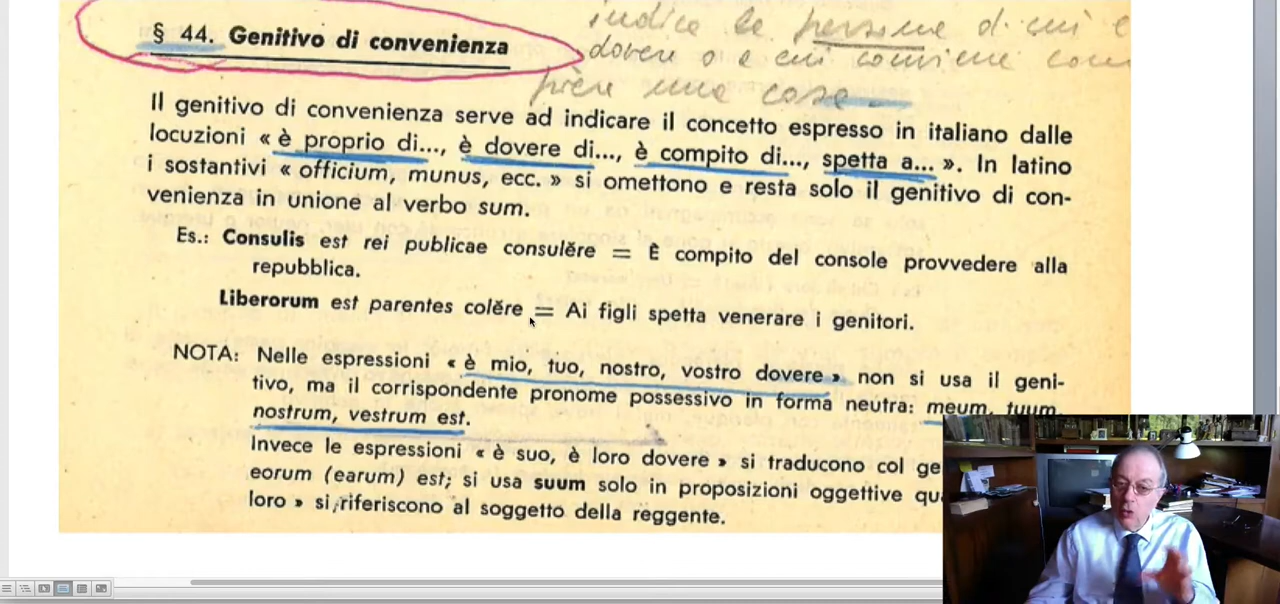 indice le persone di cui è
dovere o a cui conviene com
piere una cosa
§ 44. Genitivo di convenienza
Il genitivo di convenienza serve ad indicare il concetto espresso in italiano dalle
locuzioni « è proprio di..., è dovere di..., è compito di..., spetta a... ». In latino
i sostantivi « officium, munus, ecc. » si omettono e resta solo il genitivo di con-
venienza in unione al verbo sum.
Es.: Consulis est rei publicae consulĕre = È compito del console provvedere alla
repubblica.
Liberorum est parentes colĕre = Ai figli spetta venerare i genitori.
NOTA: Nelle espressioni « è mio, tuo, nostro, vostro dovere » non si usa il geni-
tivo, ma il corrispondente pronome possessivo in forma neutra: meum, tuum,
nostrum, vestrum est.
Invece le espressioni « è suo, è loro dovere » si traducono col ge
eorum (earum) est; si usa suum solo in proposizioni oggettive qu
loro » si riferiscono al soggetto della reggente.